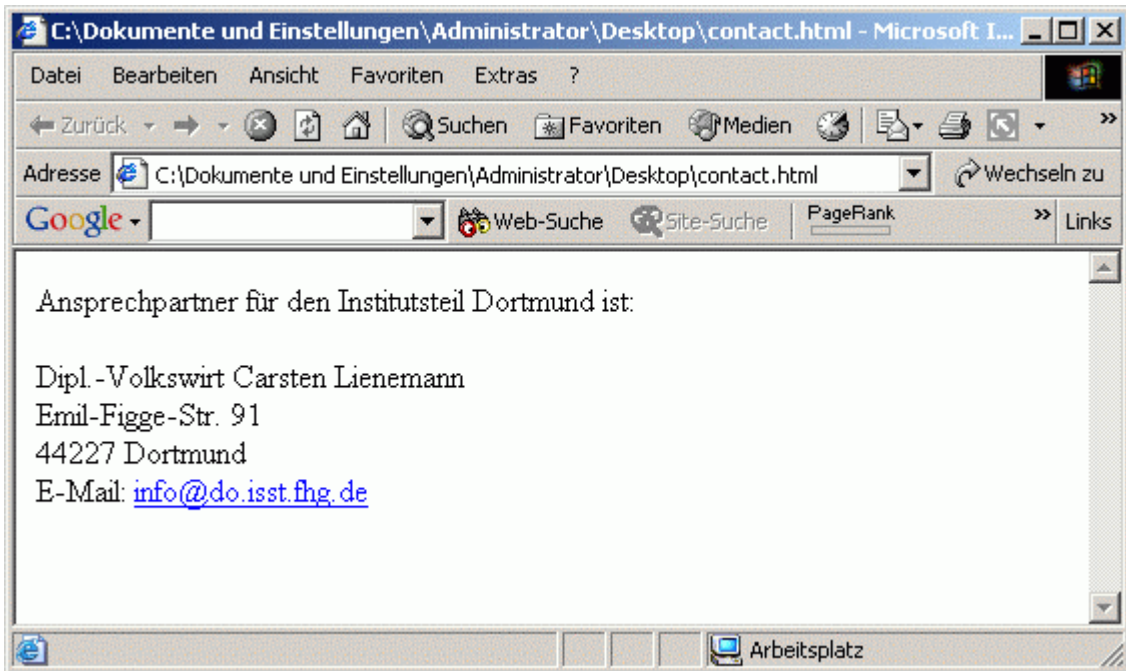 C:\Dokumente und Einstellungen\Administrator\Desktop\contact.html - Microsoft I...
Datei Bearbeiten Ansicht Favoriten Extras ?
Zurück Suchen Favoriten Medien »
Adresse C:\Dokumente und Einstellungen\Administrator\Desktop\contact.html Wechseln zu
Google Web-Suche Site-Suche PageRank » Links
Ansprechpartner für den Institutsteil Dortmund ist:
Dipl.-Volkswirt Carsten Lienemann
Emil-Figge-Str. 91
44227 Dortmund
E-Mail: info@do.isst.fhg.de
Arbeitsplatz